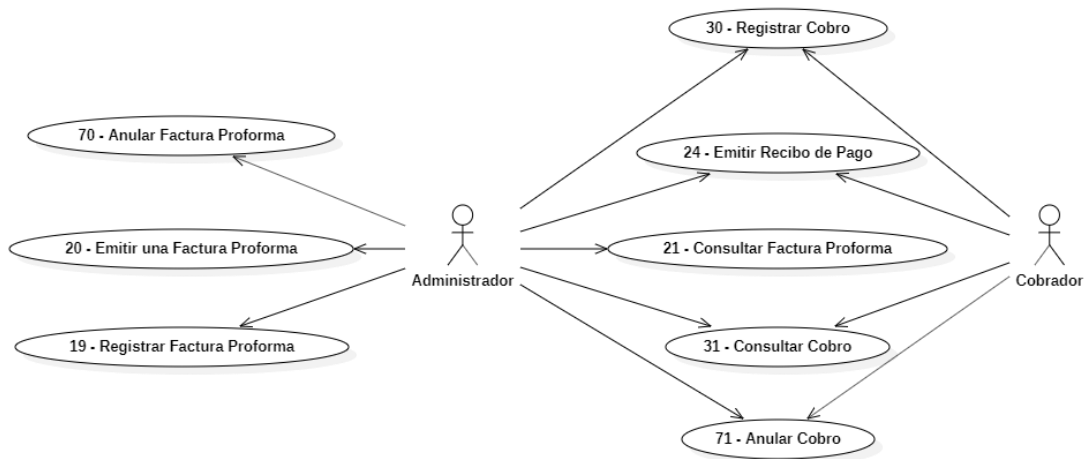 30 - Registrar Cobro
70 - Anular Factura Proforma
24 - Emitir Recibo de Pago
20 - Emitir una Factura Proforma
21 - Consultar Factura Proforma
Administrador
Cobrador
19 - Registrar Factura Proforma
31 - Consultar Cobro
71 - Anular Cobro